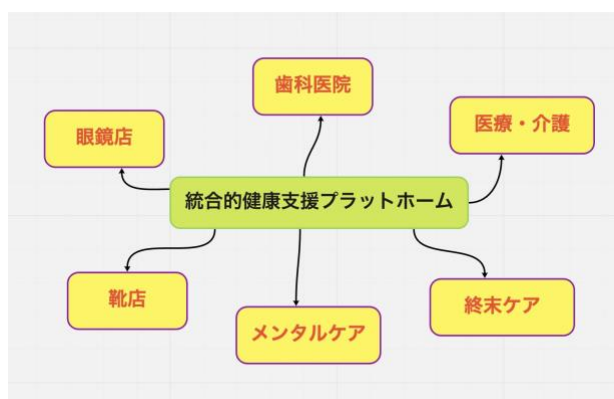 歯科医院
眼鏡店
医療・介護
統合的健康支援プラットホーム
靴店
メンタルケア
終末ケア